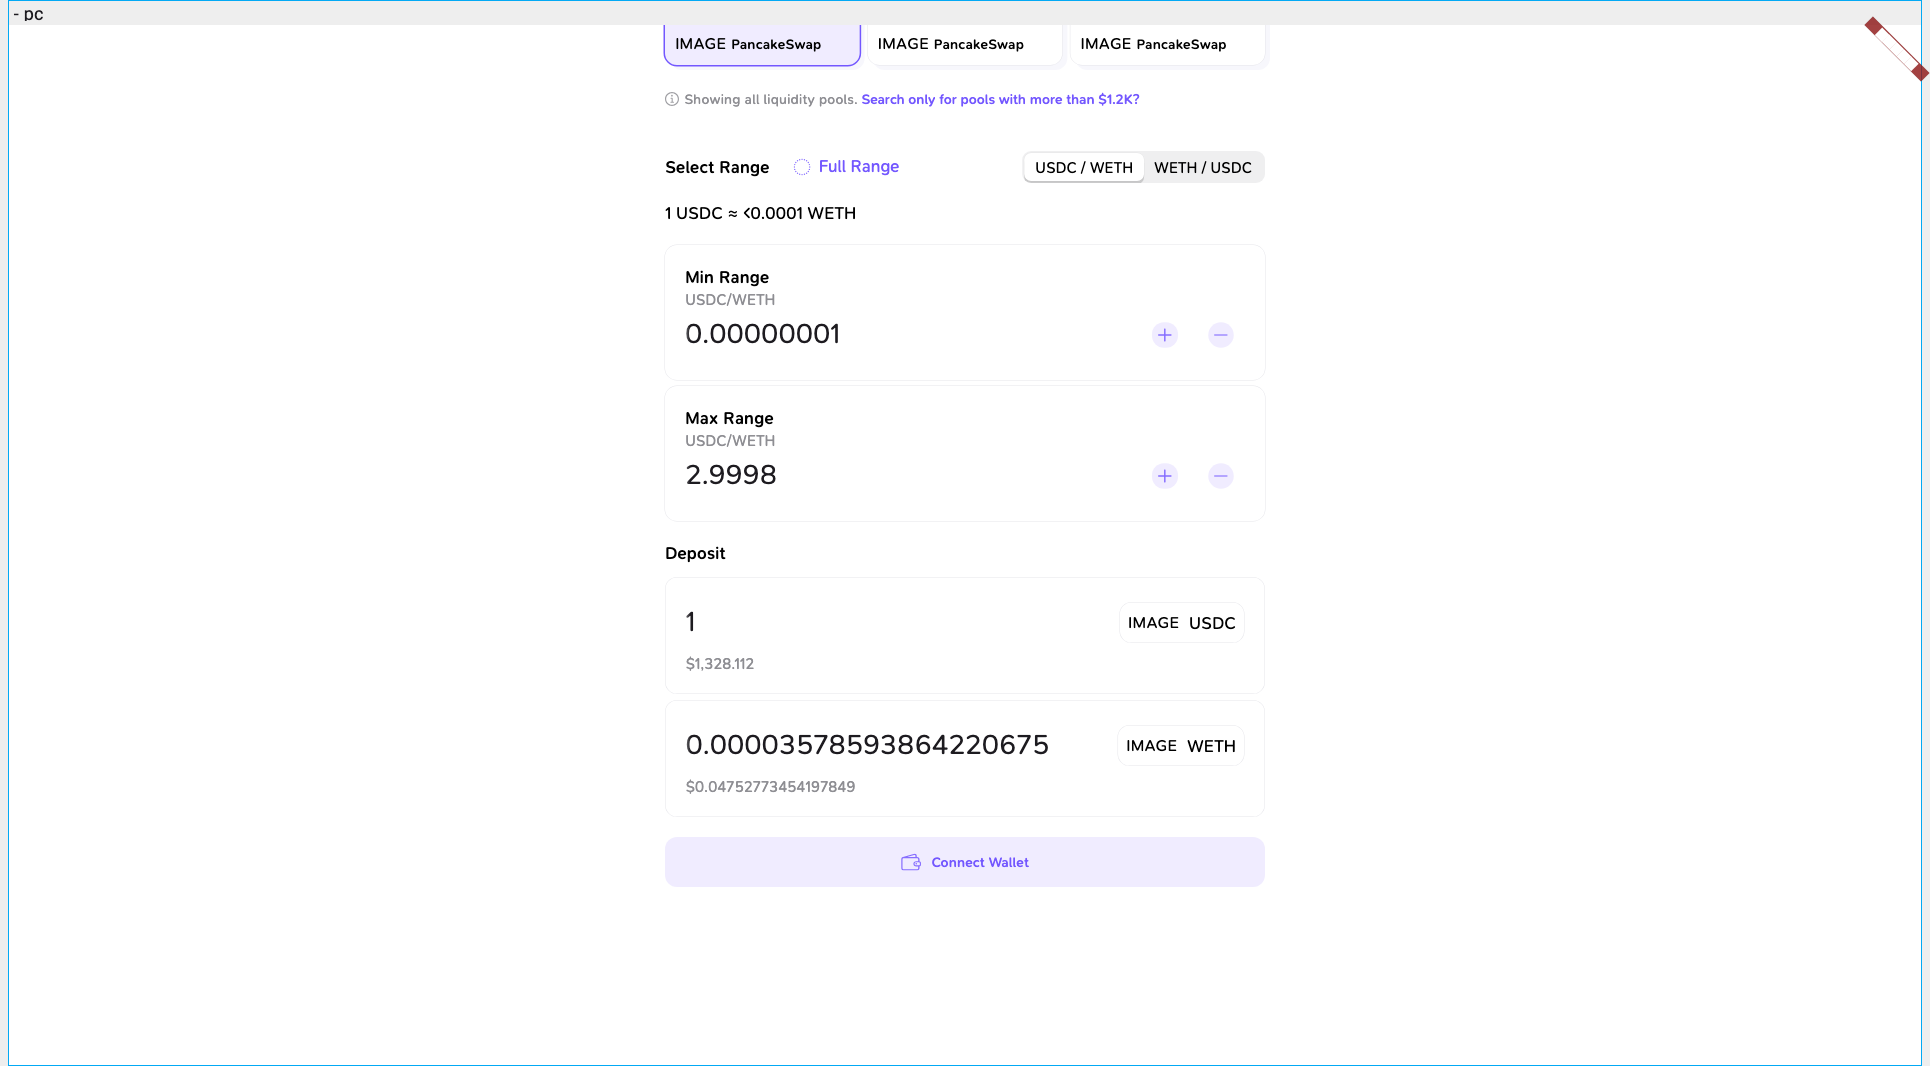 - pc
IMAGE PancakeSwap IMAGE PancakeSwap IMAGE PancakeSwap
Showing all liquidity pools. Search only for pools with more than $1.2K?
Select Range Full Range USDC / WETH WETH / USDC
1 USDC ≈ <0.0001 WETH
Min Range
USDC/WETH
0.00000001
Max Range
USDC/WETH
2.9998
Deposit
1 IMAGE USDC
$1,328.112
0.00003578593864220675 IMAGE WETH
$0.04752773454197849
Connect Wallet